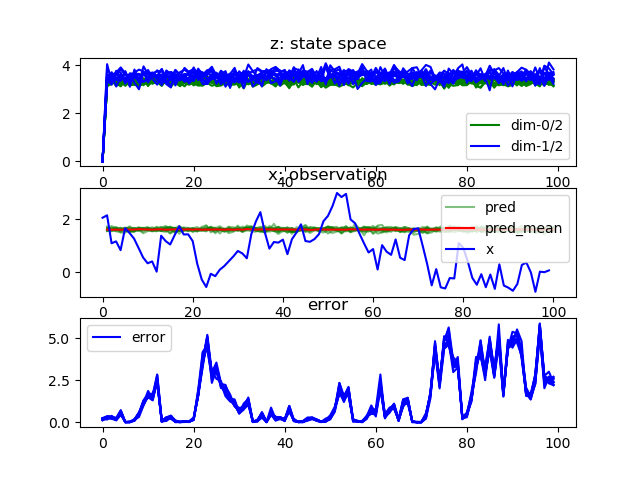 z: state space
4
2
0
dim-0/2
dim-1/2
0 20 40 60 80 100
x: observation
2
0
pred
pred_mean
x
0 20 40 60 80 100
error
5.0
2.5
0.0
error
0 20 40 60 80 100